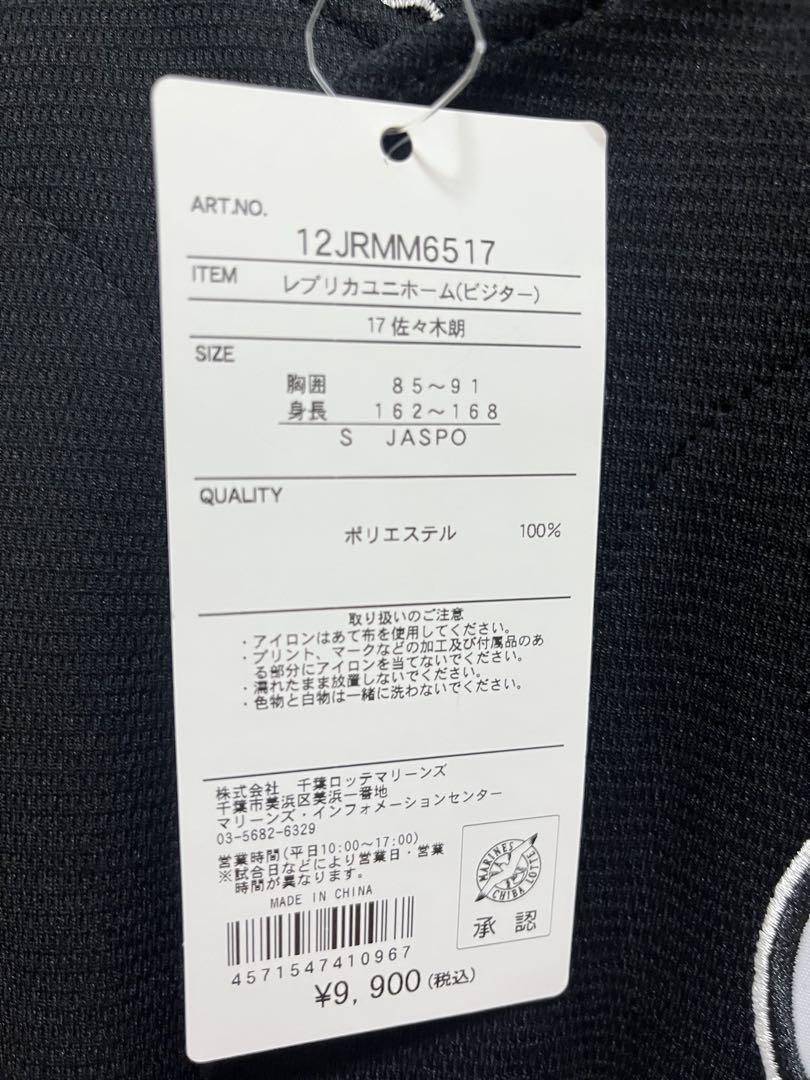 ART.NO.
12JRMM6517
ITEM レプリカユニホーム(ビジター)
17 佐々木朗
SIZE
胸囲 85～91
身長 162～168
S JASPO
QUALITY
ポリエステル 100%
取り扱いのご注意
・アイロンはあて布を使用してください。
・プリント、マークなどの加工及び付属品のあ
る部分にアイロンを当てないでください。
・濡れたまま放置しないでください。
・色物と白物は一緒に洗わないでください。
株式会社 千葉ロッテマリーンズ
千葉市美浜区美浜一番地
マリーンズ・インフォメーションセンター
03-5682-6329
営業時間(平日10:00～17:00)
※試合日などにより営業日・営業
時間が異なります。
MADE IN CHINA
MARINES
CHIBA LOTTE
承認
4571547410967
¥9,900(税込)